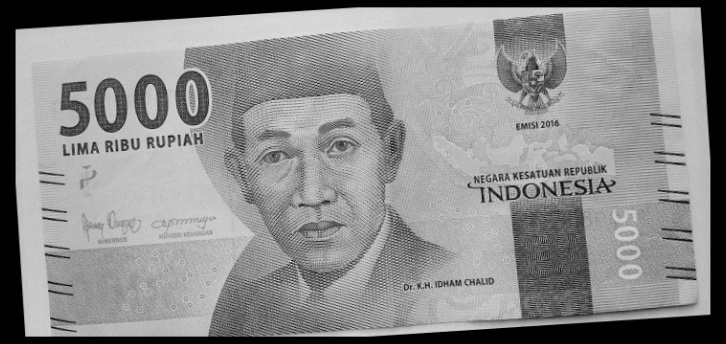 5000
LIMA RIBU RUPIAH
EMISI 2016
NEGARA KESATUAN REPUBLIK
INDONESIA
GUBERNUR
MENTERI KEUANGAN
Dr. K.H. IDHAM CHALID
5000